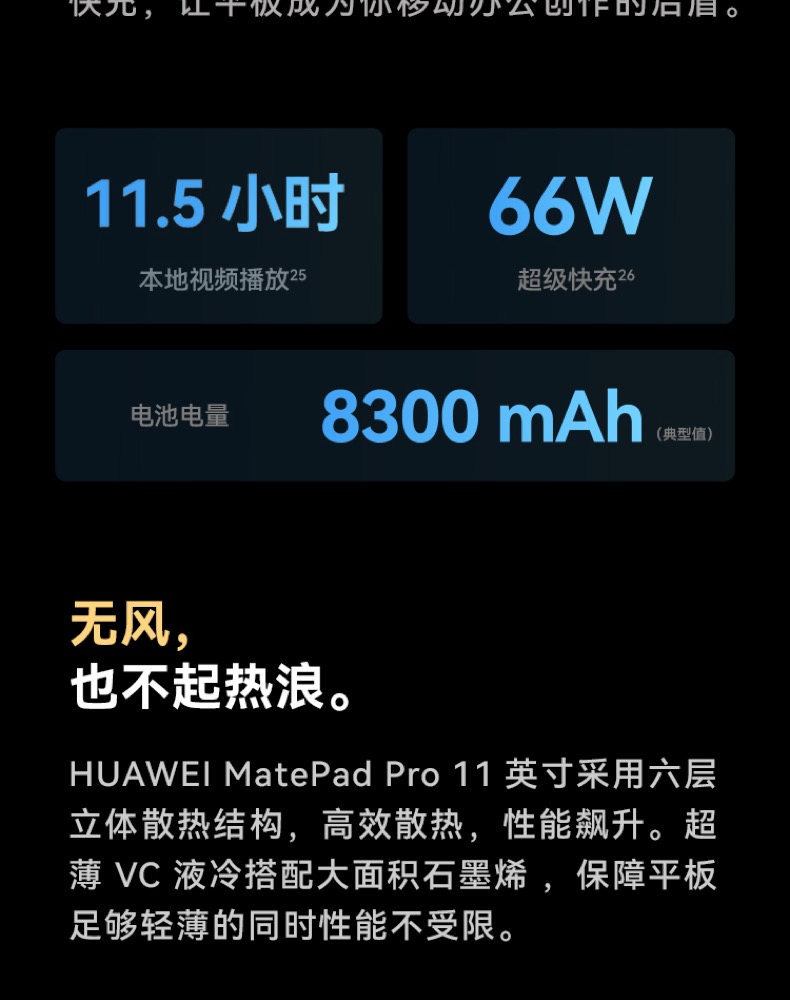 快充，让平板成为你移动办公创作的后盾。
11.5 小时
本地视频播放25
66W
超级快充26
电池电量
8300 mAh（典型值）
无风，
也不起热浪。
HUAWEI MatePad Pro 11 英寸采用六层
立体散热结构，高效散热，性能飙升。超
薄 VC 液冷搭配大面积石墨烯 ，保障平板
足够轻薄的同时性能不受限。